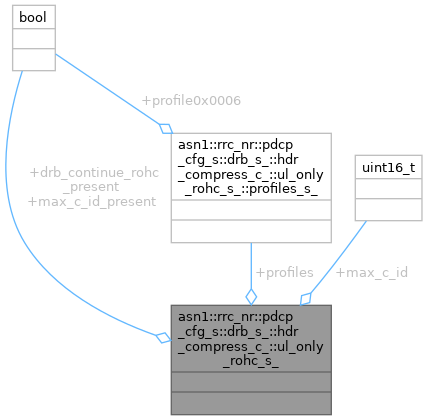 bool
+profile0x0006
asn1::rrc_nr::pdcp
_cfg_s::drb_s_::hdr
_compress_c_::ul_only
_rohc_s_::profiles_s_
+drb_continue_rohc
_present
+max_c_id_present
uint16_t
+profiles
+max_c_id
asn1::rrc_nr::pdcp
_cfg_s::drb_s_::hdr
_compress_c_::ul_only
_rohc_s_